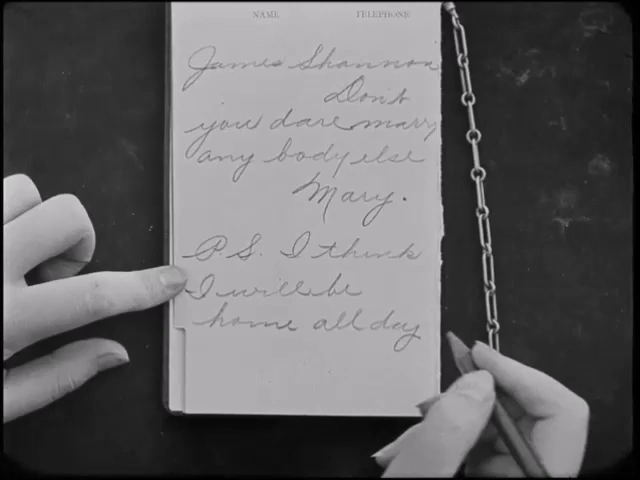 NAME TELEPHONE
James Shannon
Don't
you dare marry
any body else
Mary.
P.S. I think
I will be
home all day